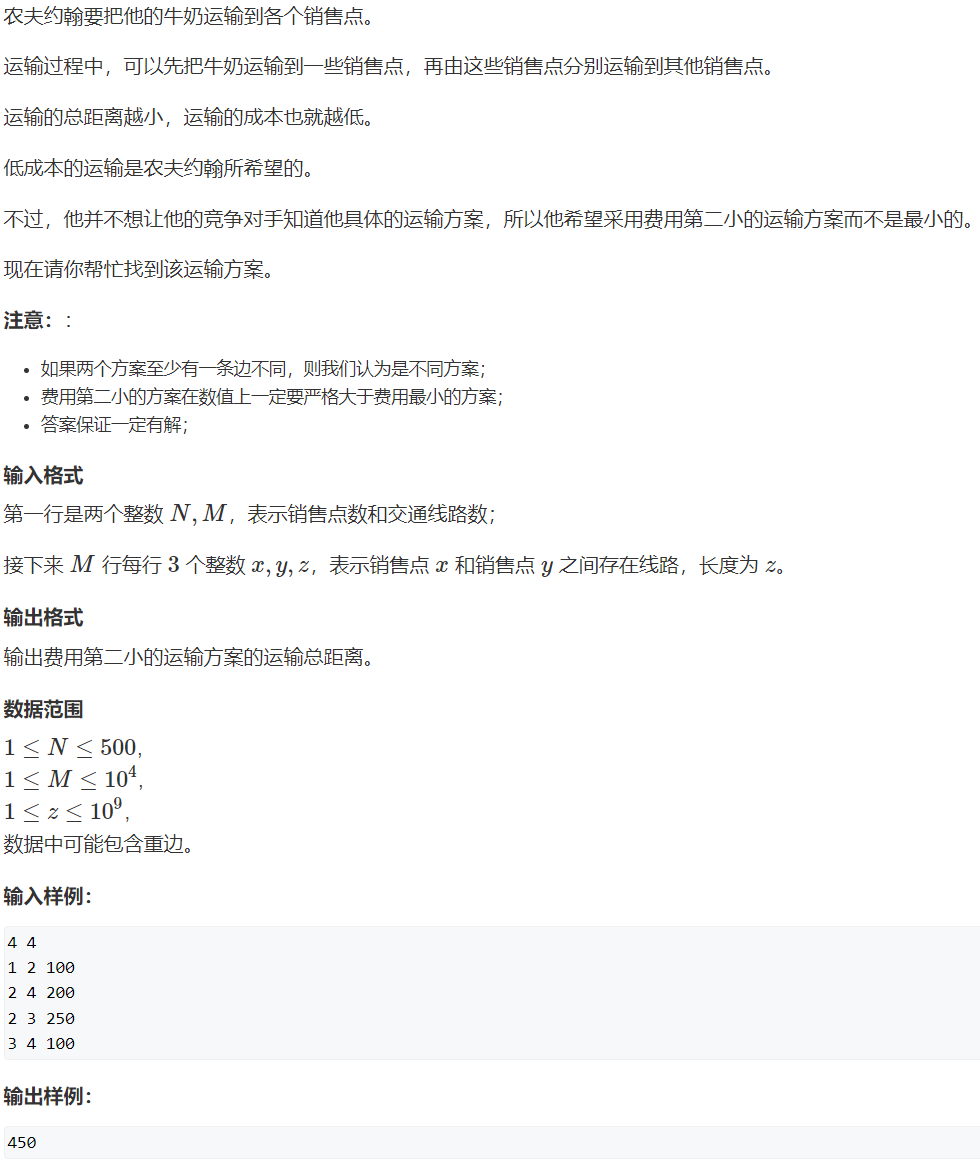 农夫约翰要把他的牛奶运输到各个销售点。
运输过程中，可以先把牛奶运输到一些销售点，再由这些销售点分别运输到其他销售点。
运输的总距离越小，运输的成本也就越低。
低成本的运输是农夫约翰所希望的。
不过，他并不想让他的竞争对手知道他具体的运输方案，所以他希望采用费用第二小的运输方案而不是最小的。
现在请你帮忙找到该运输方案。
注意：:
• 如果两个方案至少有一条边不同，则我们认为是不同方案；
• 费用第二小的方案在数值上一定要严格大于费用最小的方案；
• 答案保证一定有解；
输入格式
第一行是两个整数 N, M，表示销售点数和交通线路数；
接下来 M 行每行 3 个整数 x, y, z，表示销售点 x 和销售点 y 之间存在线路，长度为 z。
输出格式
输出费用第二小的运输方案的运输总距离。
数据范围
1 ≤ N ≤ 500,
1 ≤ M ≤ 10⁴,
1 ≤ z ≤ 10⁹,
数据中可能包含重边。
输入样例：
4 4
1 2 100
2 4 200
2 3 250
3 4 100
输出样例：
450